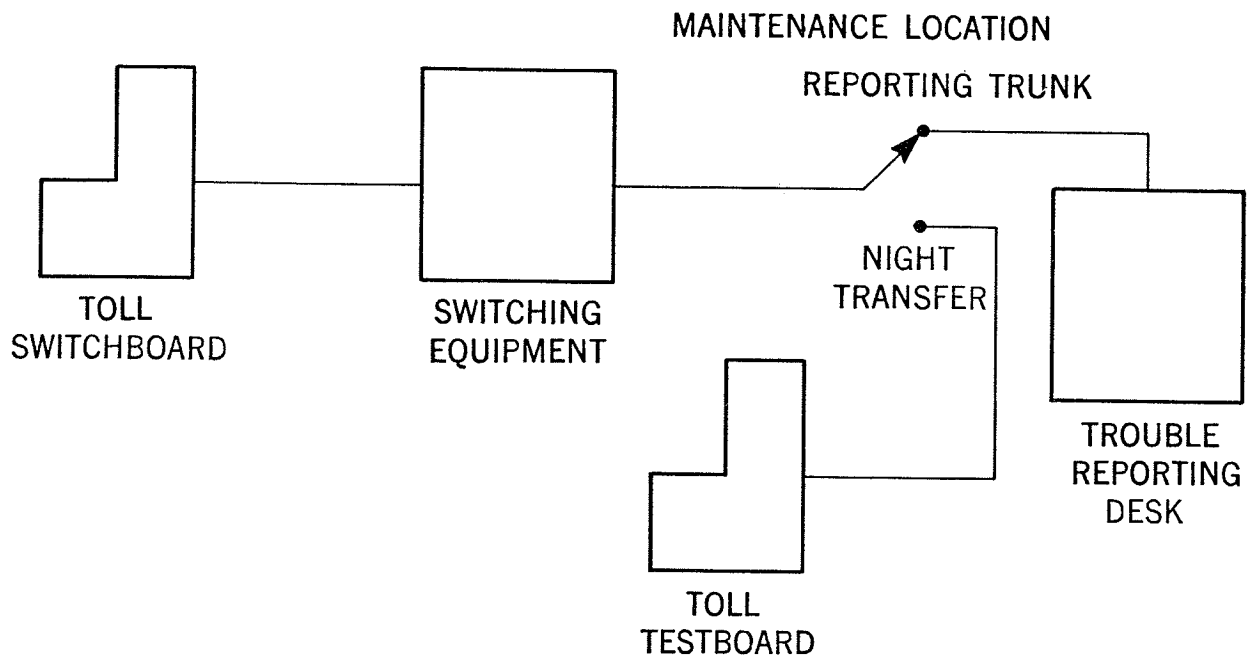 MAINTENANCE LOCATION
REPORTING TRUNK
NIGHT
TRANSFER
TOLL
SWITCHBOARD
SWITCHING
EQUIPMENT
TROUBLE
REPORTING
DESK
TOLL
TESTBOARD